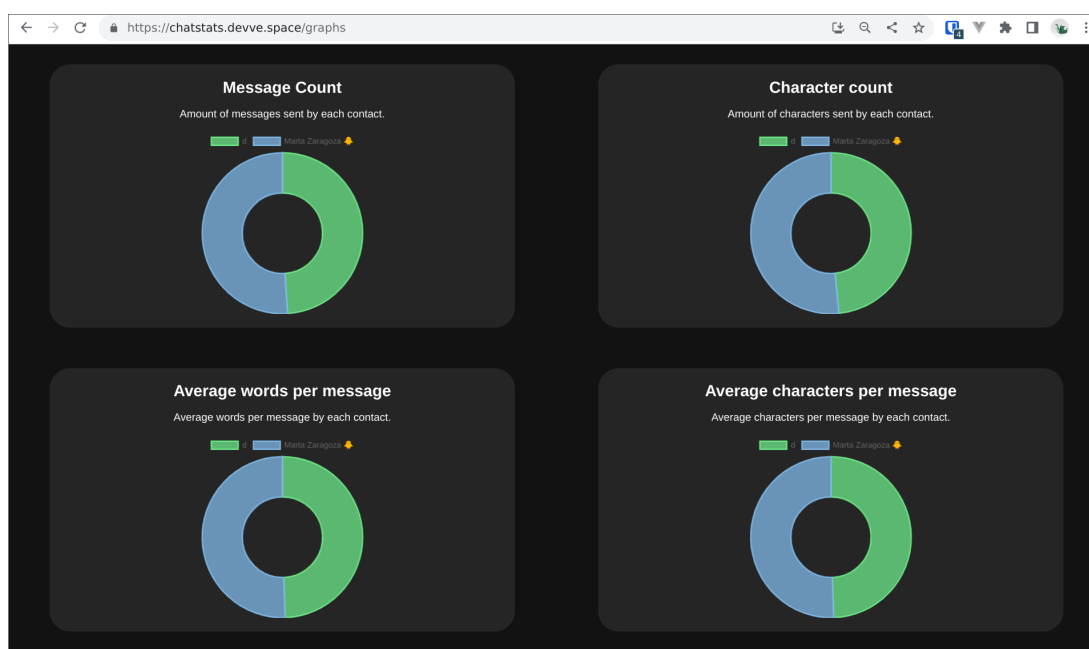 https://chatstats.devve.space/graphs
4
Message Count
Amount of messages sent by each contact.
d Marta Zaragoza 🐥
Character count
Amount of characters sent by each contact.
d Marta Zaragoza 🐥
Average words per message
Average words per message by each contact.
d Marta Zaragoza 🐥
Average characters per message
Average characters per message by each contact.
d Marta Zaragoza 🐥